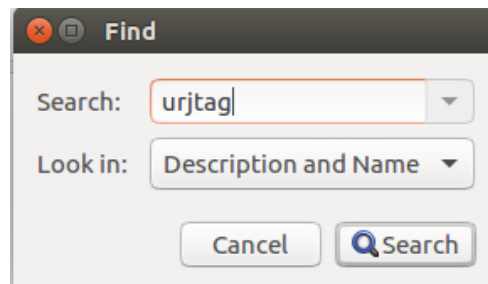 Find
Search: urjtag
Look in: Description and Name
Cancel Search